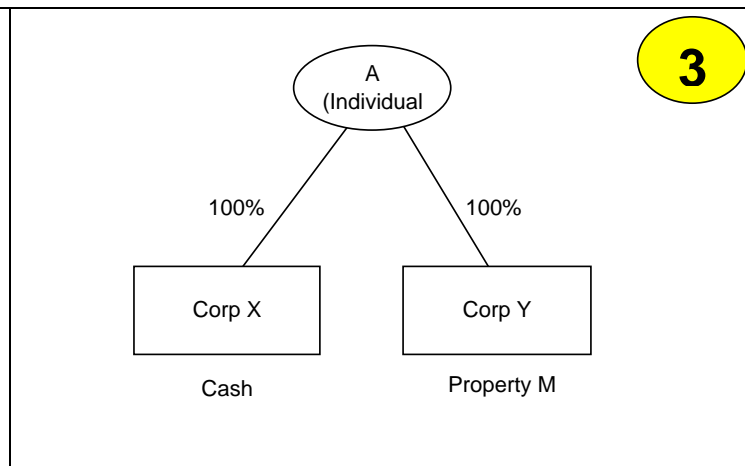 3
A
(Individual
100%
100%
Corp X
Corp Y
Cash
Property M